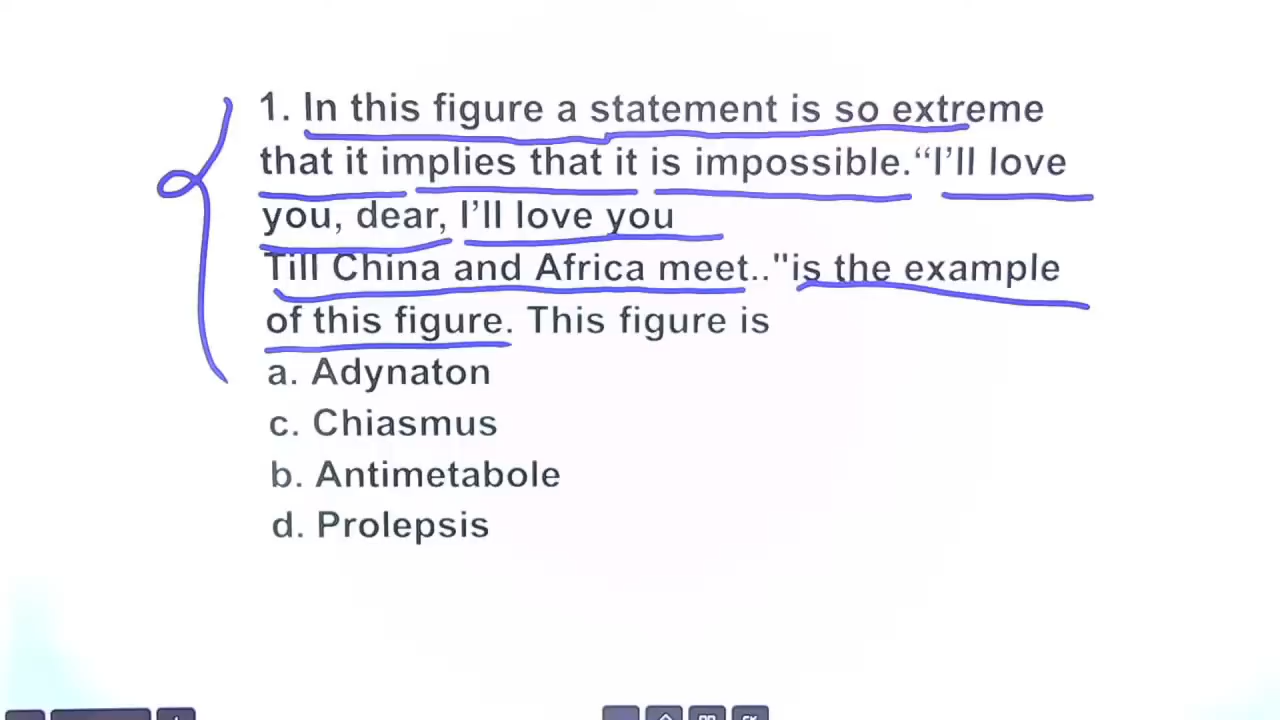 1. In this figure a statement is so extreme
that it implies that it is impossible.“I’ll love
you, dear, I’ll love you
Till China and Africa meet.."is the example
of this figure. This figure is
a. Adynaton
c. Chiasmus
b. Antimetabole
d. Prolepsis